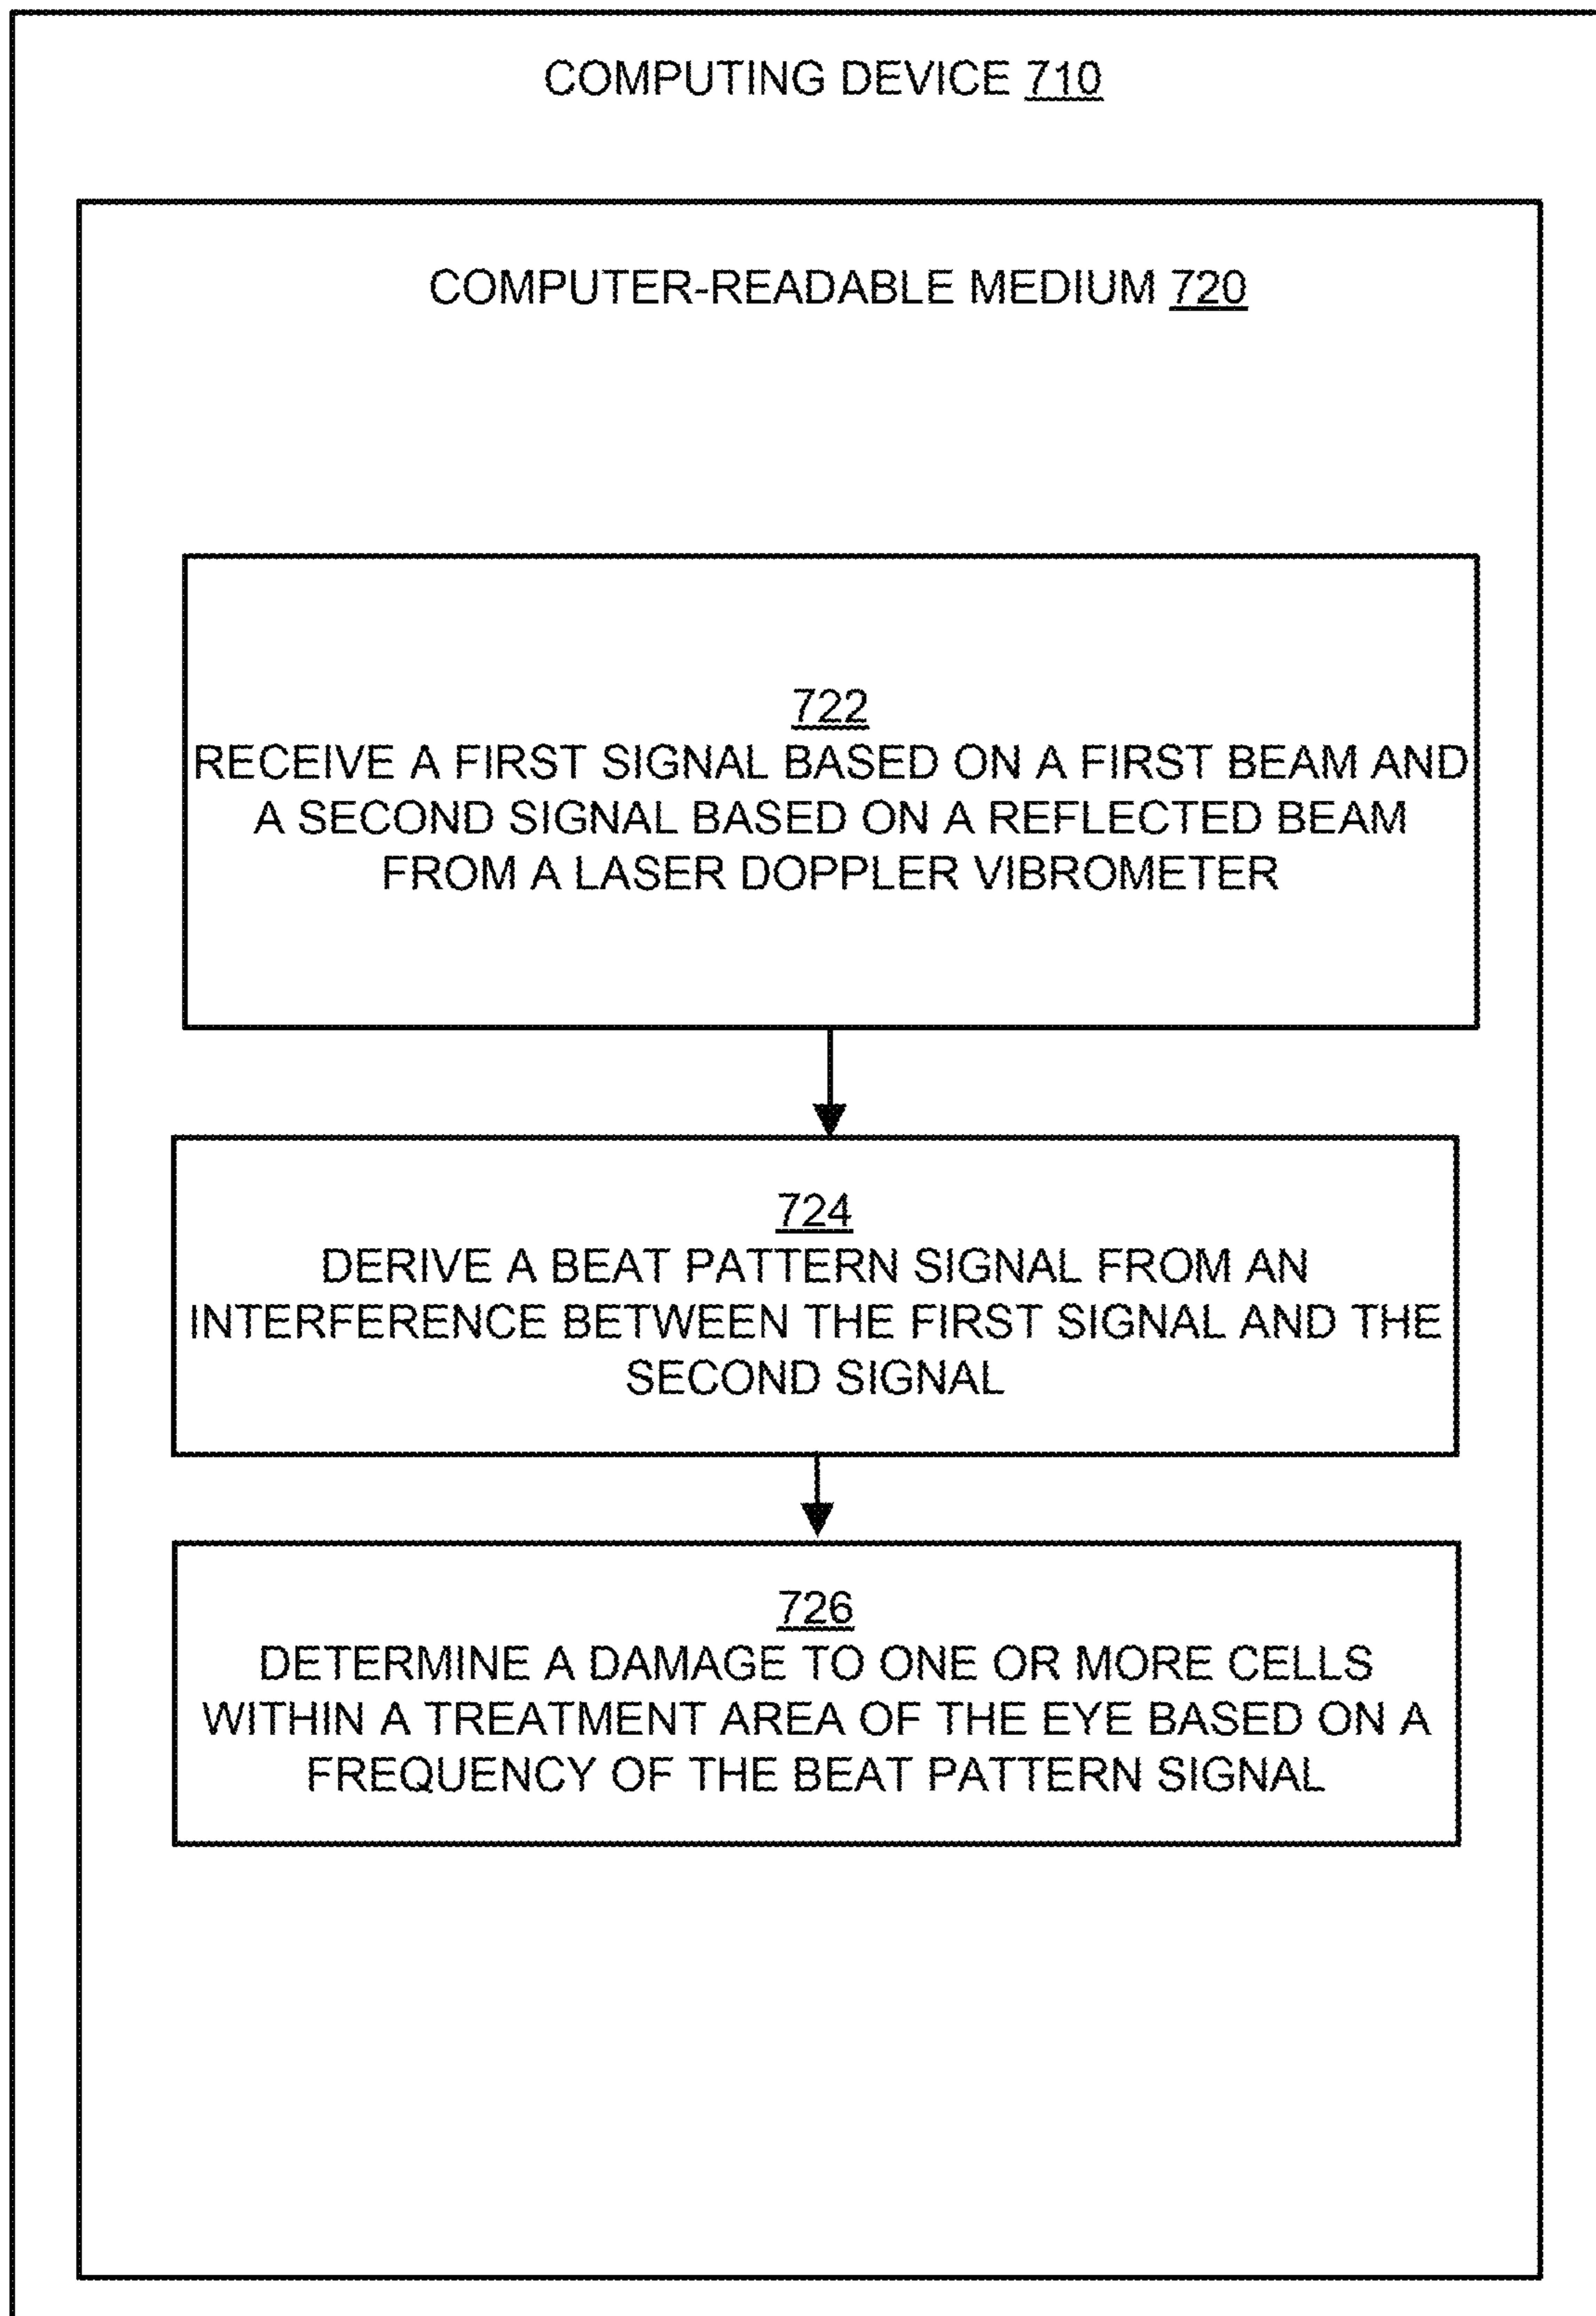 COMPUTING DEVICE 710
COMPUTER-READABLE MEDIUM 720
722
RECEIVE A FIRST SIGNAL BASED ON A FIRST BEAM AND
A SECOND SIGNAL BASED ON A REFLECTED BEAM
FROM A LASER DOPPLER VIBROMETER
724
DERIVE A BEAT PATTERN SIGNAL FROM AN
INTERFERENCE BETWEEN THE FIRST SIGNAL AND THE
SECOND SIGNAL
726
DETERMINE A DAMAGE TO ONE OR MORE CELLS
WITHIN A TREATMENT AREA OF THE EYE BASED ON A
FREQUENCY OF THE BEAT PATTERN SIGNAL